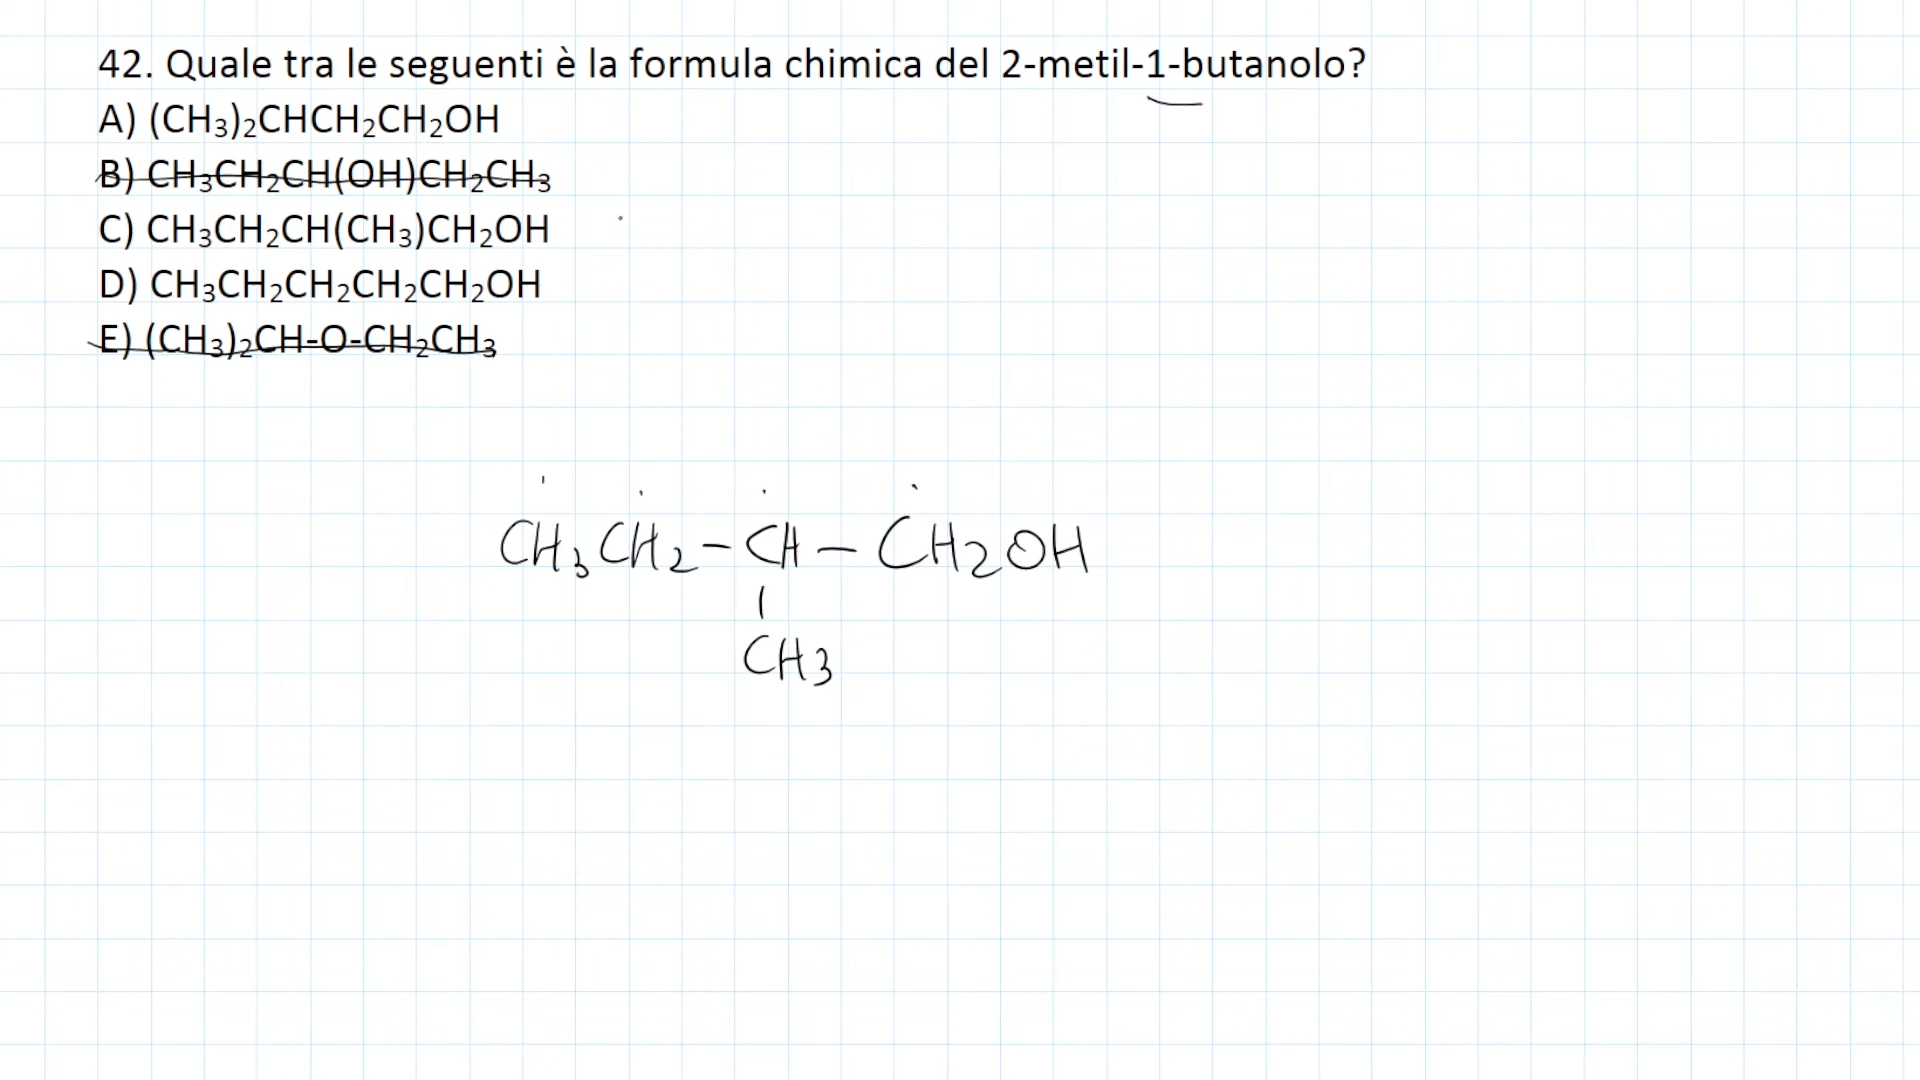 42. Quale tra le seguenti è la formula chimica del 2-metil-1-butanolo?
A) (CH₃)₂CHCH₂CH₂OH
B) CH₃CH₂CH(OH)CH₂CH₃
C) CH₃CH₂CH(CH₃)CH₂OH
D) CH₃CH₂CH₂CH₂CH₂OH
E) (CH₃)₂CH-O-CH₂CH₃
CH₃CH₂-CH-CH₂OH
CH₃